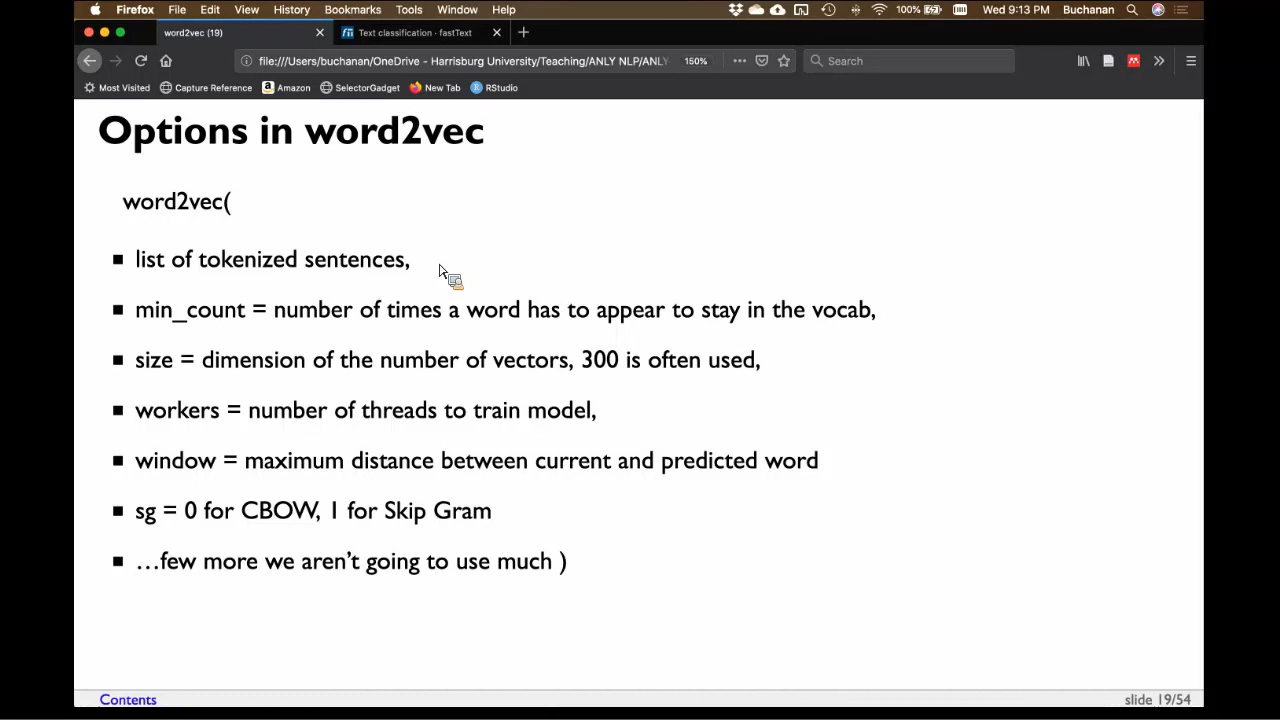 Firefox File Edit View History Bookmarks Tools Window Help 100% Wed 9:13 PM Buchanan
word2vec (19) Text classification · fastText
file:///Users/buchanan/OneDrive - Harrisburg University/Teaching/ANLY NLP/ANLY 150% Search
Most Visited Capture Reference Amazon SelectorGadget New Tab RStudio
Options in word2vec
word2vec(
list of tokenized sentences,
min_count = number of times a word has to appear to stay in the vocab,
size = dimension of the number of vectors, 300 is often used,
workers = number of threads to train model,
window = maximum distance between current and predicted word
sg = 0 for CBOW, 1 for Skip Gram
…few more we aren’t going to use much )
Contents slide 19/54